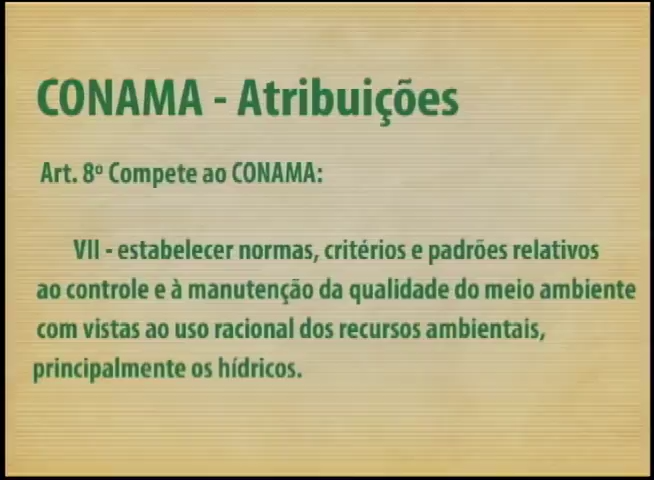 CONAMA - Atribuições
Art. 8º Compete ao CONAMA:
VII - estabelecer normas, critérios e padrões relativos
ao controle e à manutenção da qualidade do meio ambiente
com vistas ao uso racional dos recursos ambientais,
principalmente os hídricos.